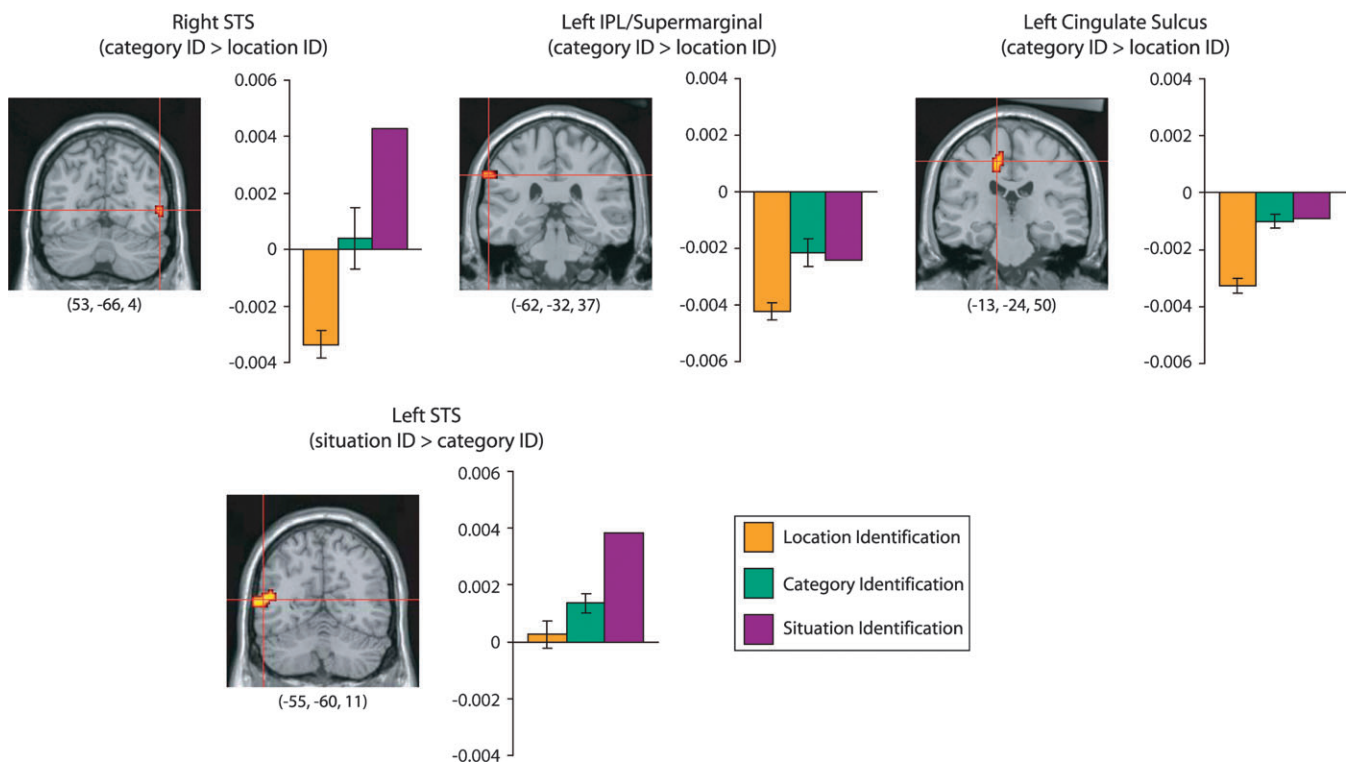 Right STS
(category ID > location ID)
0.006
0.004
0.002
0
-0.002
-0.004
(53, -66, 4)
Left IPL/Supermarginal
(category ID > location ID)
0.004
0.002
0
-0.002
-0.004
-0.006
(-62, -32, 37)
Left Cingulate Sulcus
(category ID > location ID)
0.004
0.002
0
-0.002
-0.004
-0.006
(-13, -24, 50)
Left STS
(situation ID > category ID)
0.006
0.004
0.002
0
-0.002
-0.004
(-55, -60, 11)
Location Identification
Category Identification
Situation Identification